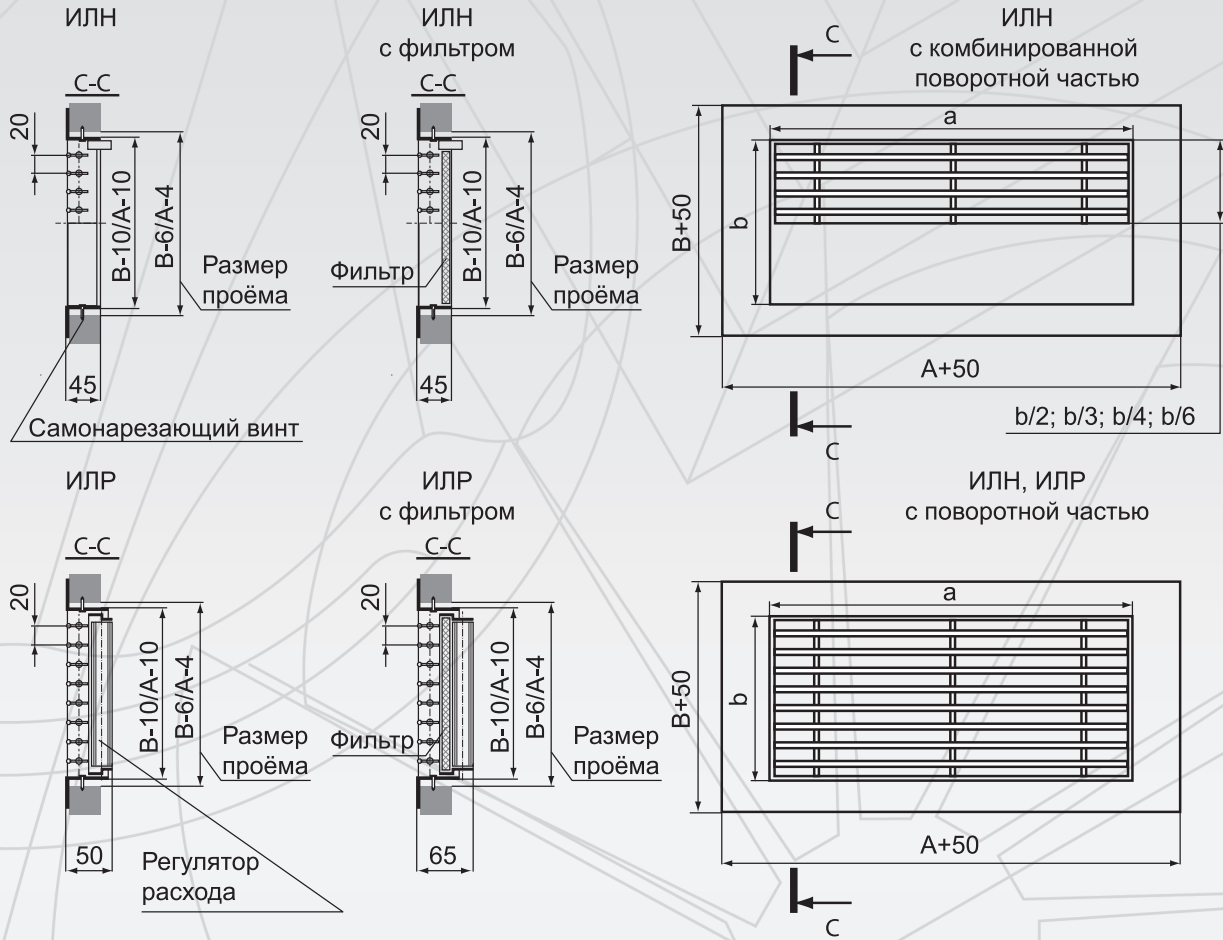 ИЛН
С-С
20
В-10/А-10
В-6/А-4
Размер
проёма
45
Самонарезающий винт
ИЛН
с фильтром
С-С
20
Фильтр
В-10/А-10
В-6/А-4
Размер
проёма
45
ИЛН
с комбинированной
поворотной частью
С
a
b
В+50
А+50
b/2; b/3; b/4; b/6
С
ИЛР
С-С
20
В-10/А-10
В-6/А-4
Размер
проёма
50
Регулятор
расхода
ИЛР
с фильтром
С-С
20
Фильтр
В-10/А-10
В-6/А-4
Размер
проёма
65
ИЛН, ИЛР
с поворотной частью
С
a
b
В+50
А+50
С